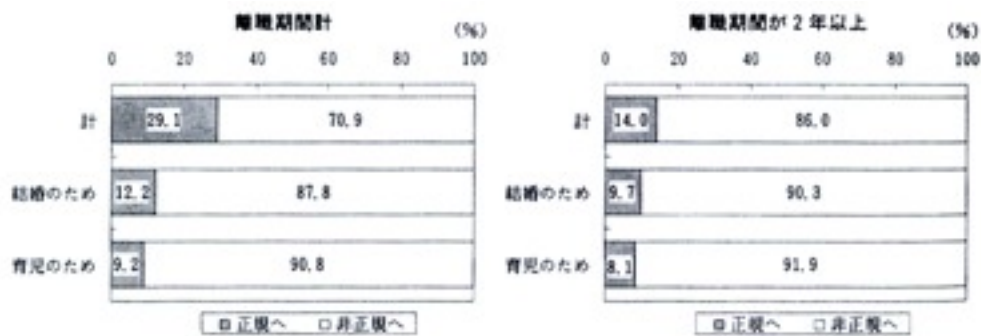 離職期間計
(%)
0 20 40 60 80 100
計 29.1 70.9
結婚のため 12.2 87.8
育児のため 9.2 90.8
■正規へ □非正規へ
離職期間が2年以上
(%)
0 20 40 60 80 100
計 14.0 86.0
結婚のため 9.7 90.3
育児のため 8.1 91.9
■正規へ □非正規へ